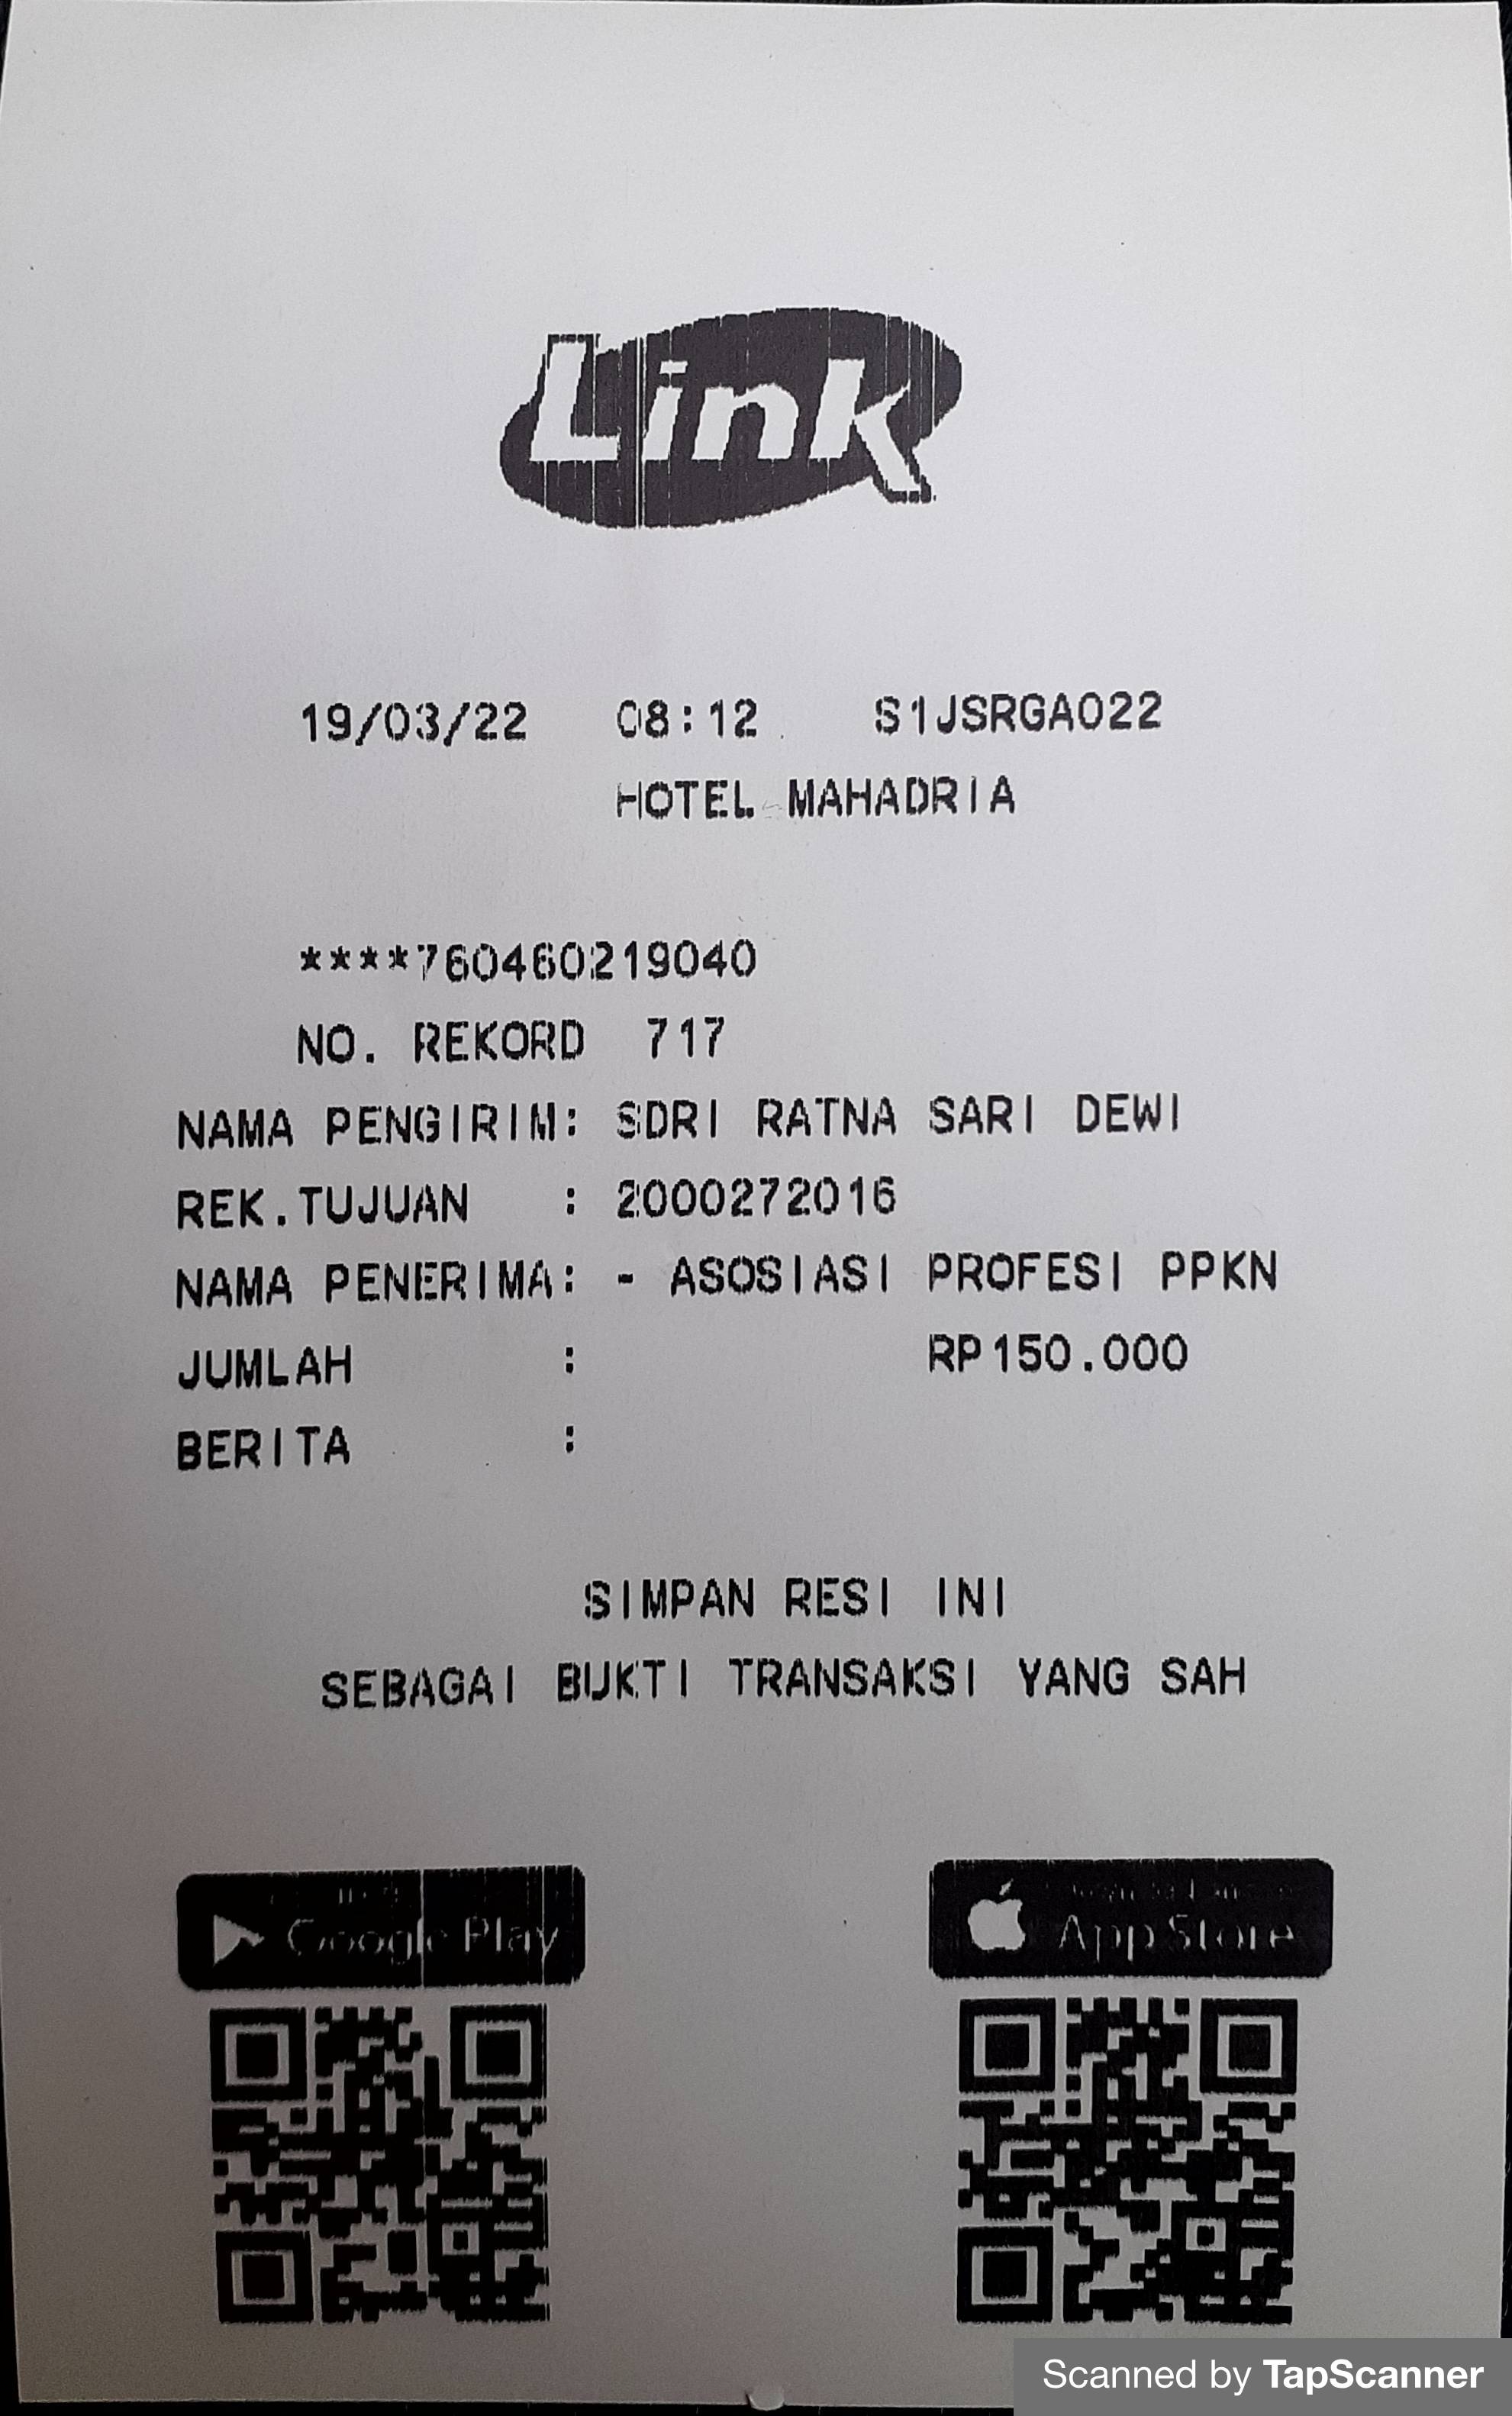 Link
19/03/22 08:12 S1JSRGA022
HOTEL MAHADRIA
****760460219040
NO. REKORD 717
NAMA PENGIRIM: SDRI RATNA SARI DEWI
REK.TUJUAN : 2000272016
NAMA PENERIMA: - ASOSIASI PROFESI PPKN
JUMLAH : RP150.000
BERITA :
SIMPAN RESI INI
SEBAGAI BUKTI TRANSAKSI YANG SAH
Google Play
App Store
Scanned by TapScanner